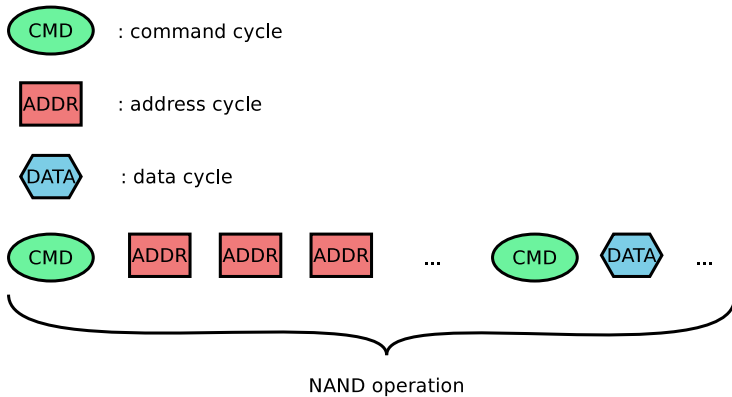 CMD : command cycle
ADDR : address cycle
DATA : data cycle
CMD ADDR ADDR ADDR ... CMD DATA ...
NAND operation